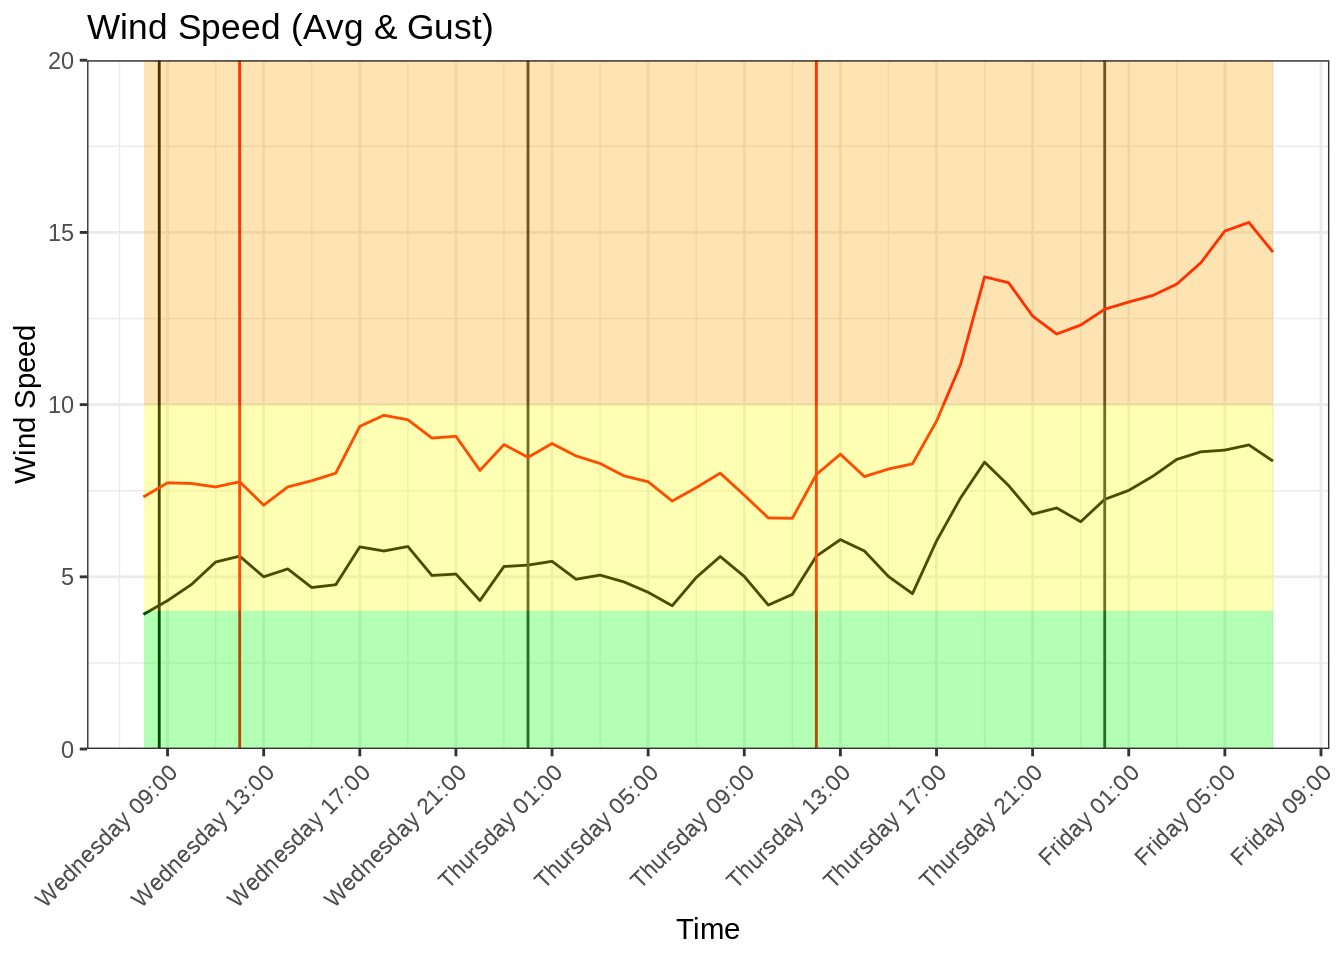 Wind Speed (Avg & Gust)
20
15
10
5
0
Wind Speed
Wednesday 09:00
Wednesday 13:00
Wednesday 17:00
Wednesday 21:00
Thursday 01:00
Thursday 05:00
Thursday 09:00
Thursday 13:00
Thursday 17:00
Thursday 21:00
Friday 01:00
Friday 05:00
Friday 09:00
Time